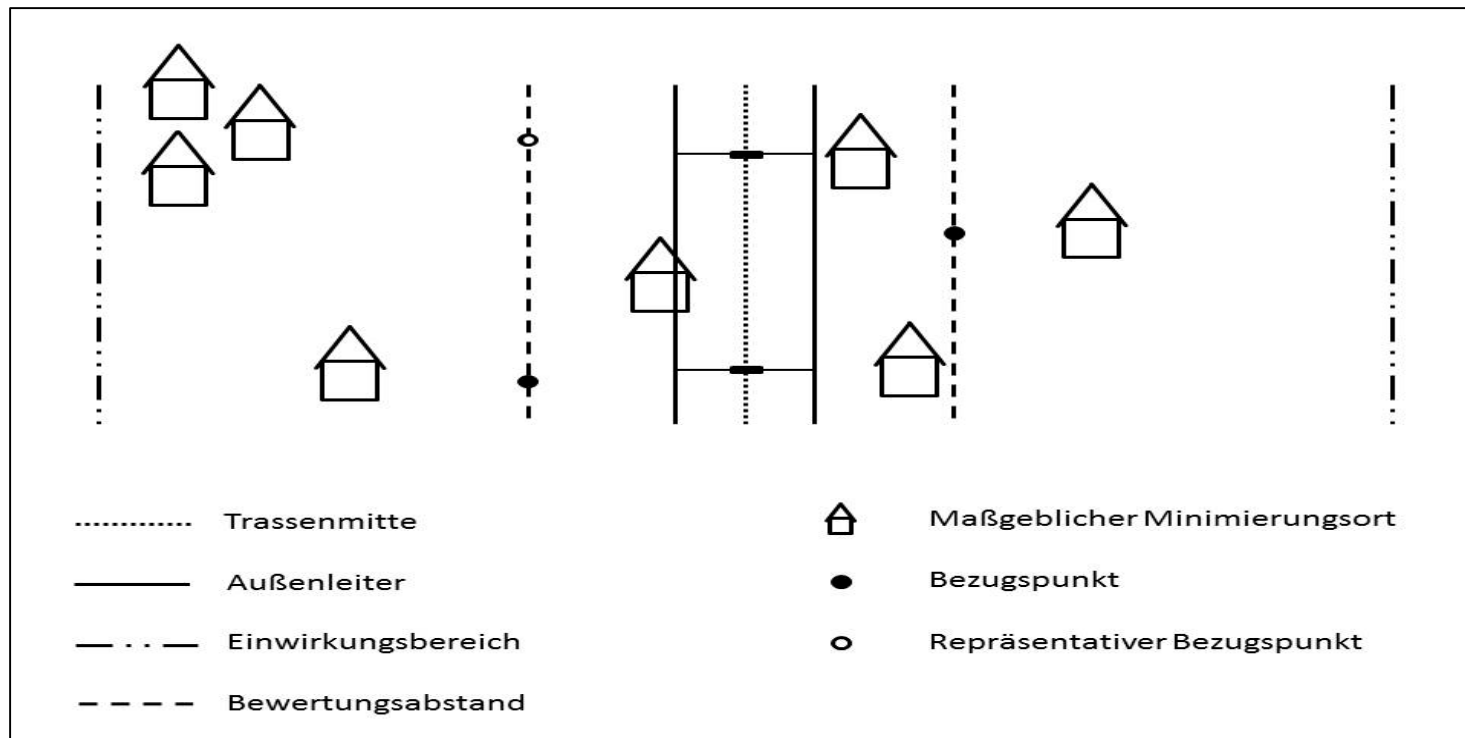 Trassenmitte
Außenleiter
Einwirkungsbereich
Bewertungsabstand
Maßgeblicher Minimierungsort
Bezugspunkt
Repräsentativer Bezugspunkt